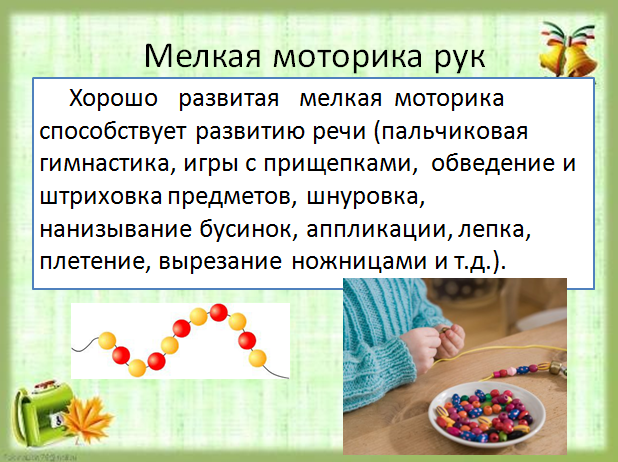 Мелкая моторика рук
Хорошо развитая мелкая моторика
способствует развитию речи (пальчиковая
гимнастика, игры с прищепками, обведение и
штриховка предметов, шнуровка,
нанизывание бусинок, аппликации, лепка,
плетение, вырезание ножницами и т.д.).